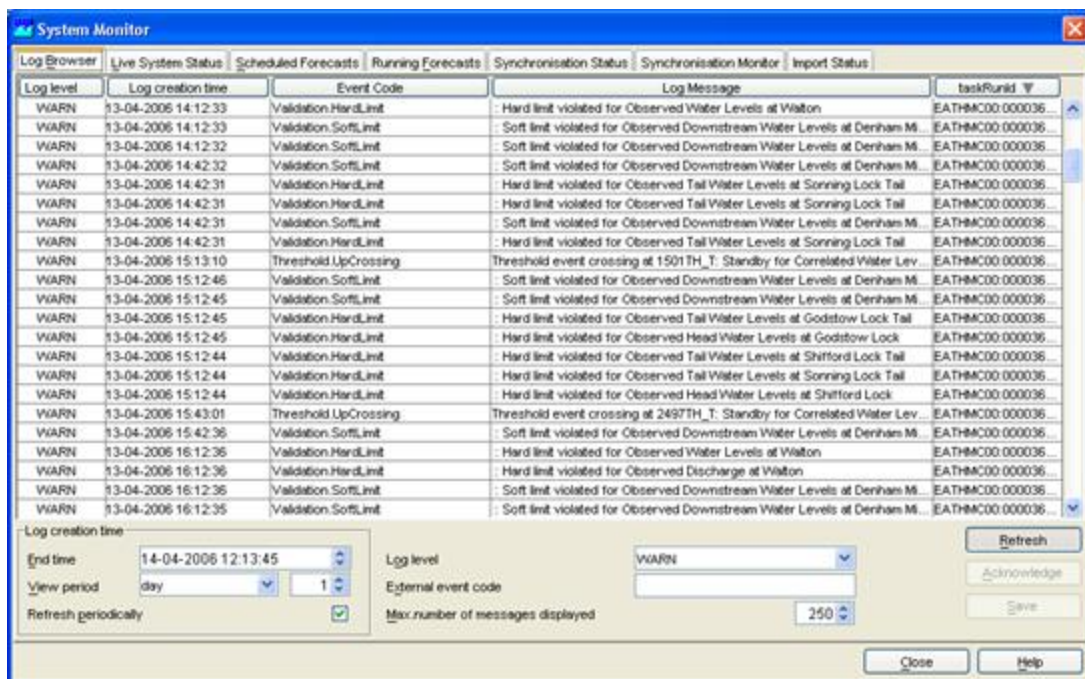 System Monitor
Log Browser Live System Status Scheduled Forecasts Running Forecasts Synchronisation Status Synchronisation Monitor Import Status
Log level Log creation time Event Code Log Message taskRunId
WARN 13-04-2006 14:12:33 Validation.HardLimit : Hard limit violated for Observed Water Levels at Walton EATHMC00:000036...
WARN 13-04-2006 14:12:33 Validation.SoftLimit : Soft limit violated for Observed Downstream Water Levels at Denham Mi... EATHMC00:000036...
WARN 13-04-2006 14:12:32 Validation.SoftLimit : Soft limit violated for Observed Downstream Water Levels at Denham Mi... EATHMC00:000036...
WARN 13-04-2006 14:42:32 Validation.SoftLimit : Soft limit violated for Observed Downstream Water Levels at Denham Mi... EATHMC00:000036...
WARN 13-04-2006 14:42:31 Validation.HardLimit : Hard limit violated for Observed Tail Water Levels at Sonning Lock Tail EATHMC00:000036...
WARN 13-04-2006 14:42:31 Validation.HardLimit : Hard limit violated for Observed Tail Water Levels at Sonning Lock Tail EATHMC00:000036...
WARN 13-04-2006 14:42:31 Validation.SoftLimit : Soft limit violated for Observed Downstream Water Levels at Denham Mi... EATHMC00:000036...
WARN 13-04-2006 14:42:31 Validation.HardLimit : Hard limit violated for Observed Tail Water Levels at Sonning Lock Tail EATHMC00:000036...
WARN 13-04-2006 15:13:10 Threshold.UpCrossing Threshold event crossing at 1501TH_T: Standby for Correlated Water Lev... EATHMC00:000036...
WARN 13-04-2006 15:12:46 Validation.SoftLimit : Soft limit violated for Observed Downstream Water Levels at Denham Mi... EATHMC00:000036...
WARN 13-04-2006 15:12:45 Validation.SoftLimit : Soft limit violated for Observed Downstream Water Levels at Denham Mi... EATHMC00:000036...
WARN 13-04-2006 15:12:45 Validation.HardLimit : Hard limit violated for Observed Tail Water Levels at Godstow Lock Tail EATHMC00:000036...
WARN 13-04-2006 15:12:45 Validation.HardLimit : Hard limit violated for Observed Head Water Levels at Godstow Lock EATHMC00:000036...
WARN 13-04-2006 15:12:44 Validation.HardLimit : Hard limit violated for Observed Tail Water Levels at Shifford Lock Tail EATHMC00:000036...
WARN 13-04-2006 15:12:44 Validation.HardLimit : Hard limit violated for Observed Tail Water Levels at Sonning Lock Tail EATHMC00:000036...
WARN 13-04-2006 15:12:44 Validation.HardLimit : Hard limit violated for Observed Head Water Levels at Shifford Lock EATHMC00:000036...
WARN 13-04-2006 15:43:01 Threshold.UpCrossing Threshold event crossing at 2497TH_T: Standby for Correlated Water Lev... EATHMC00:000036...
WARN 13-04-2006 15:42:36 Validation.SoftLimit : Soft limit violated for Observed Downstream Water Levels at Denham Mi... EATHMC00:000036...
WARN 13-04-2006 16:12:36 Validation.HardLimit : Hard limit violated for Observed Water Levels at Walton EATHMC00:000036...
WARN 13-04-2006 16:12:36 Validation.HardLimit : Hard limit violated for Observed Discharge at Walton EATHMC00:000036...
WARN 13-04-2006 16:12:36 Validation.SoftLimit : Soft limit violated for Observed Downstream Water Levels at Denham Mi... EATHMC00:000036...
WARN 13-04-2006 16:12:35 Validation.SoftLimit : Soft limit violated for Observed Downstream Water Levels at Denham Mi... EATHMC00:000036...
Log creation time
End time 14-04-2006 12:13:45 Log level WARN Refresh
View period day 1 External event code Acknowledge
Refresh periodically Max.number of messages displayed 250 Save
Close Help